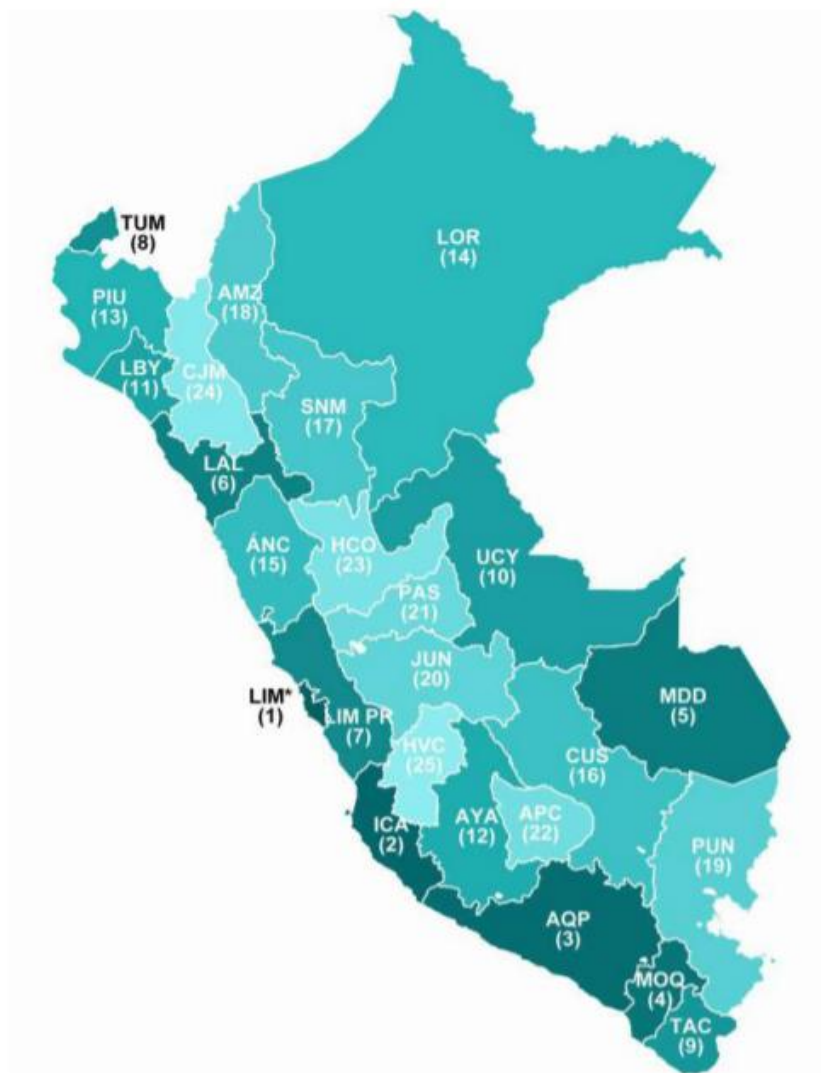 TUM
(8)
LOR
(14)
PIU
(13)
AMZ
(18)
LBY
(11)
CJM
(24)
SNM
(17)
LAL
(6)
ÁNC
(15)
HCO
(23)
UCY
(10)
PAS
(21)
JUN
(20)
LIM*
(1)
LIM PR
(7)
MDD
(5)
HVC
(25)
CUS
(16)
ICA
(2)
AYA
(12)
APC
(22)
PUN
(19)
AQP
(3)
MOQ
(4)
TAC
(9)